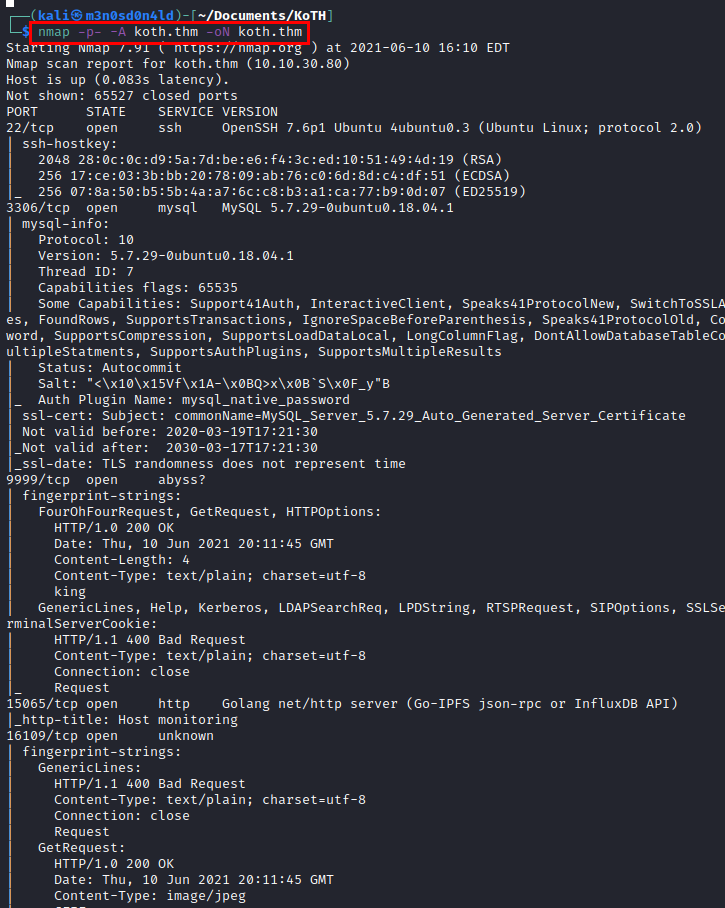 ┌──(kali㉿m3n0sd0n4ld)-[~/Documents/KoTH]
└─$ nmap -p- -A koth.thm -oN koth.thm
Starting Nmap 7.91 ( https://nmap.org ) at 2021-06-10 16:10 EDT
Nmap scan report for koth.thm (10.10.30.80)
Host is up (0.083s latency).
Not shown: 65527 closed ports
PORT      STATE    SERVICE VERSION
22/tcp    open     ssh     OpenSSH 7.6p1 Ubuntu 4ubuntu0.3 (Ubuntu Linux; protocol 2.0)
| ssh-hostkey:
|   2048 28:0c:0c:d9:5a:7d:be:e6:f4:3c:ed:10:51:49:4d:19 (RSA)
|   256 17:ce:03:3b:bb:20:78:09:ab:76:c0:6d:8d:c4:df:51 (ECDSA)
|_  256 07:8a:50:b5:5b:4a:a7:6c:c8:b3:a1:ca:77:b9:0d:07 (ED25519)
3306/tcp  open     mysql   MySQL 5.7.29-0ubuntu0.18.04.1
| mysql-info:
|   Protocol: 10
|   Version: 5.7.29-0ubuntu0.18.04.1
|   Thread ID: 7
|   Capabilities flags: 65535
|   Some Capabilities: Support41Auth, InteractiveClient, Speaks41ProtocolNew, SwitchToSSLA
es, FoundRows, SupportsTransactions, IgnoreSpaceBeforeParenthesis, Speaks41ProtocolOld, Co
word, SupportsCompression, SupportsLoadDataLocal, LongColumnFlag, DontAllowDatabaseTableCo
ultipleStatments, SupportsAuthPlugins, SupportsMultipleResults
|   Status: Autocommit
|   Salt: "<\x10\x15Vf\x1A-\x0BQ>x\x0B`S\x0F_y"B
|_  Auth Plugin Name: mysql_native_password
| ssl-cert: Subject: commonName=MySQL_Server_5.7.29_Auto_Generated_Server_Certificate
| Not valid before: 2020-03-19T17:21:30
|_Not valid after:  2030-03-17T17:21:30
|_ssl-date: TLS randomness does not represent time
9999/tcp  open     abyss?
| fingerprint-strings:
|   FourOhFourRequest, GetRequest, HTTPOptions:
|     HTTP/1.0 200 OK
|     Date: Thu, 10 Jun 2021 20:11:45 GMT
|     Content-Length: 4
|     Content-Type: text/plain; charset=utf-8
|     king
|   GenericLines, Help, Kerberos, LDAPSearchReq, LPDString, RTSPRequest, SIPOptions, SSLSe
rminalServerCookie:
|     HTTP/1.1 400 Bad Request
|     Content-Type: text/plain; charset=utf-8
|     Connection: close
|_    Request
15065/tcp open     http    Golang net/http server (Go-IPFS json-rpc or InfluxDB API)
|_http-title: Host monitoring
16109/tcp open     unknown
| fingerprint-strings:
|   GenericLines:
|     HTTP/1.1 400 Bad Request
|     Content-Type: text/plain; charset=utf-8
|     Connection: close
|     Request
|   GetRequest:
|     HTTP/1.0 200 OK
|     Date: Thu, 10 Jun 2021 20:11:45 GMT
|     Content-Type: image/jpeg